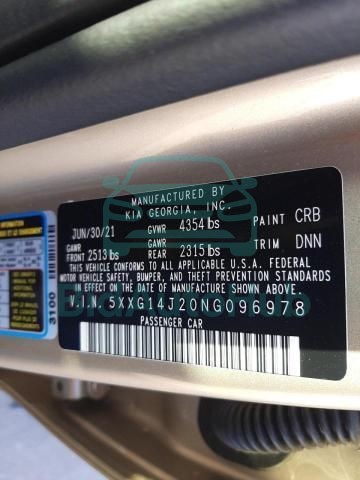 MANUFACTURED BY
KIA GEORGIA, INC.
JUN/30/21 GVWR 4354 lbs PAINT CRB
GAWR FRONT 2513 lbs GAWR REAR 2315 lbs TRIM DNN
THIS VEHICLE CONFORMS TO ALL APPLICABLE U.S.A. FEDERAL
MOTOR VEHICLE SAFETY, BUMPER, AND THEFT PREVENTION STANDARDS
IN EFFECT ON THE DATE OF MANUFACTURE SHOWN ABOVE.
V.I.N. 5XXG14J20NG096978
PASSENGER CAR
3100